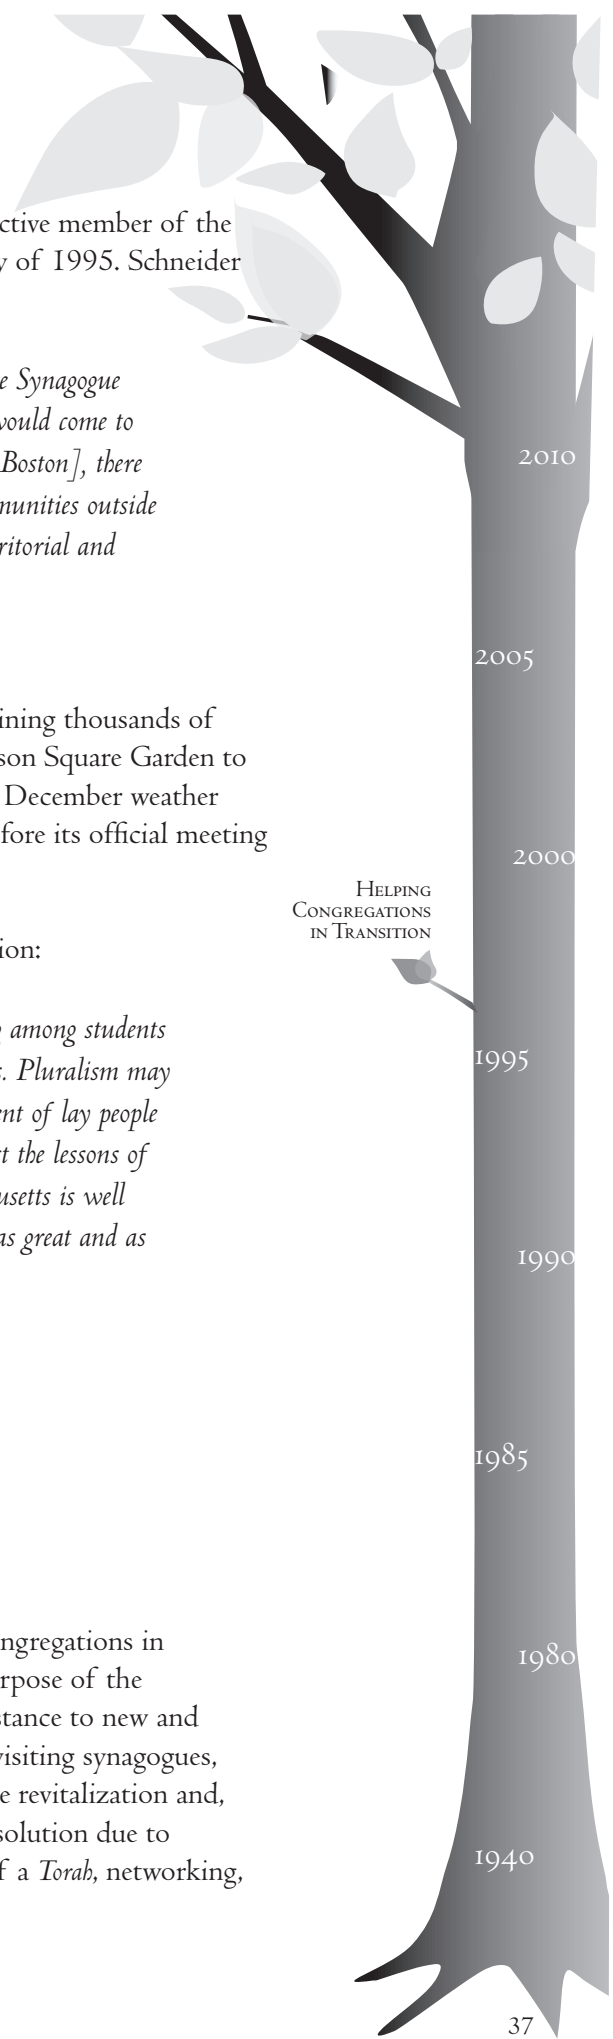 ctive member of the
y of 1995. Schneider
e Synagogue
would come to
Boston], there
munities outside
ritorial and
ining thousands of
son Square Garden to
December weather
fore its official meeting
ion:
g among students
s. Pluralism may
ent of lay people
t the lessons of
usetts is well
as great and as
ngregations in
rpose of the
stance to new and
visiting synagogues,
e revitalization and,
solution due to
f a Torah, networking,
Helping
Congregations
in Transition
2010
2005
2000
1995
1990
1985
1980
1940
37